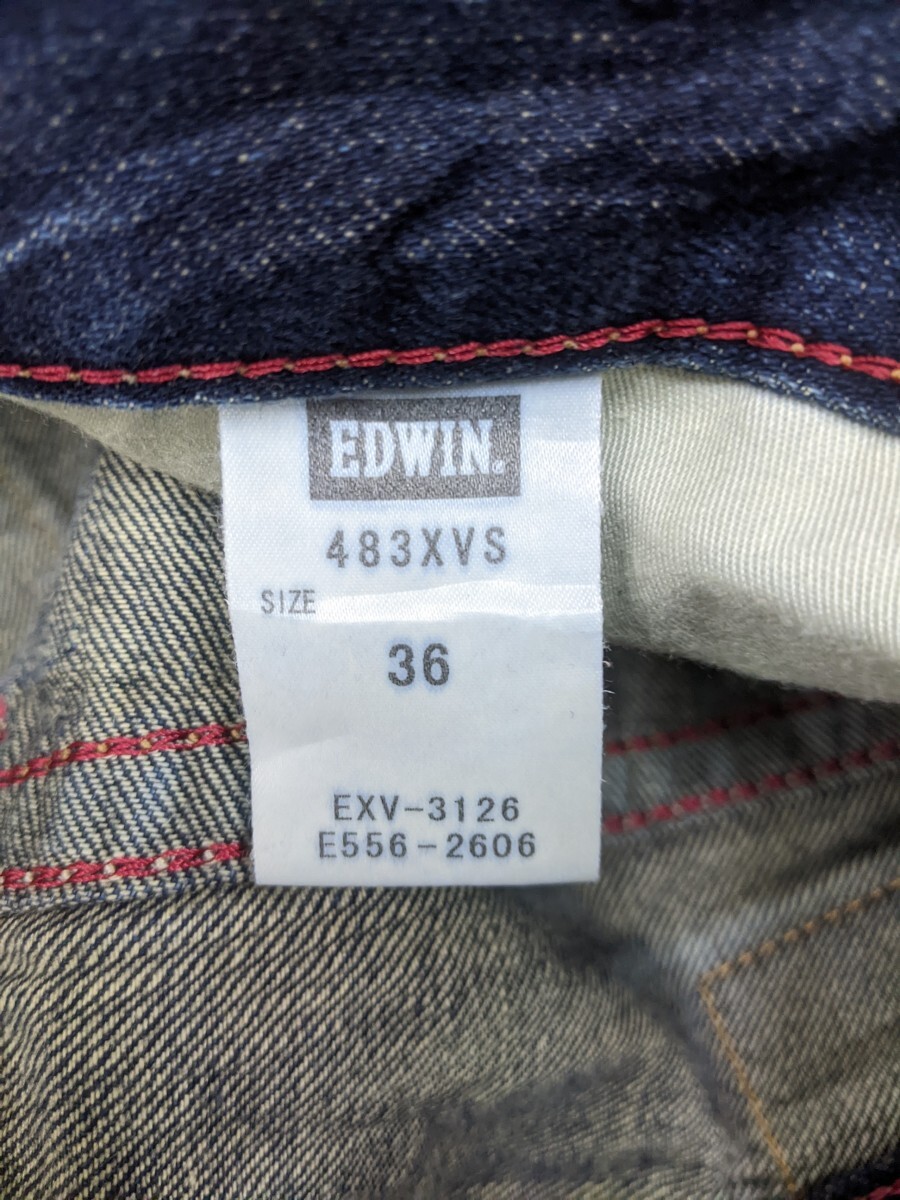 EDWIN.
483XVS
SIZE
36
EXV-3126
E556-2606